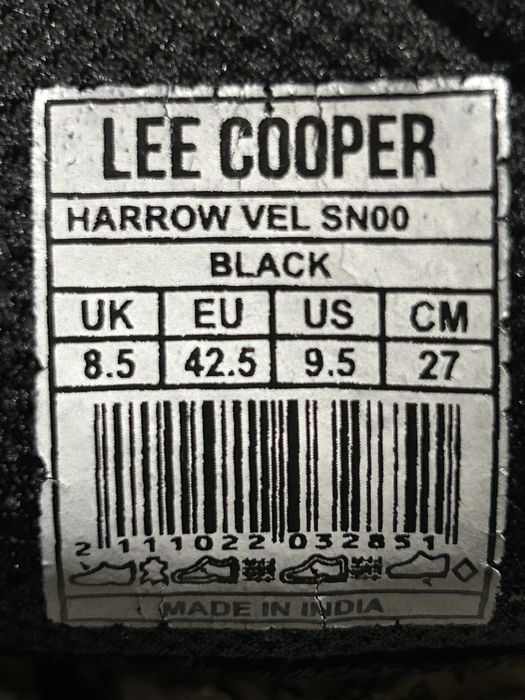 LEE COOPER
HARROW VEL SN00
BLACK
UK EU US CM
8.5 42.5 9.5 27
2 111022 032851
MADE IN INDIA